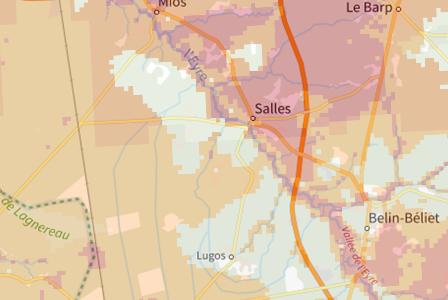 Mios
Le Barp
l'Eyre
Salles
de Lagnereau
Belin-Béliet
Vallée de l'Eyre
Lugos